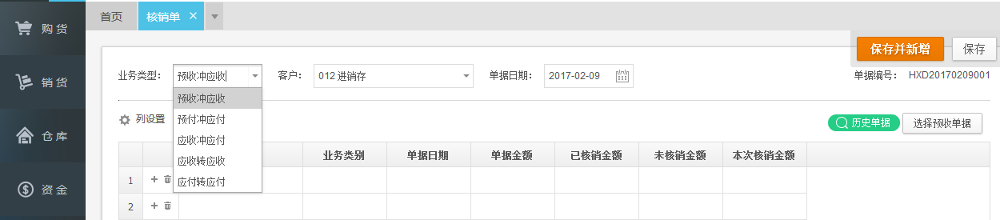 购货
首页
核销单 ×
保存并新增
保存
销货
业务类型：
预收冲应收
客户：
012 进销存
单据日期：
2017-02-09
单据编号：
HXD20170209001
预收冲应收
预付冲应付
应收冲应付
应收转应收
应付转应付
列设置
历史单据
选择预收单据
仓库
业务类别
单据日期
单据金额
已核销金额
未核销金额
本次核销金额
1
资金
2